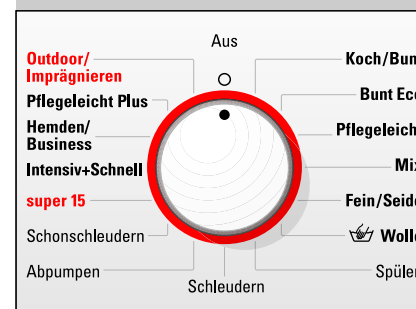 Aus
Outdoor/
Imprägnieren
Pflegeleicht Plus
Hemden/
Business
Intensiv+Schnell
super 15
Schonschleudern
Abpumpen
Schleudern
Koch/Bun
Bunt Ec
Pflegeleich
Mix
Fein/Seide
Wolle
Spülen